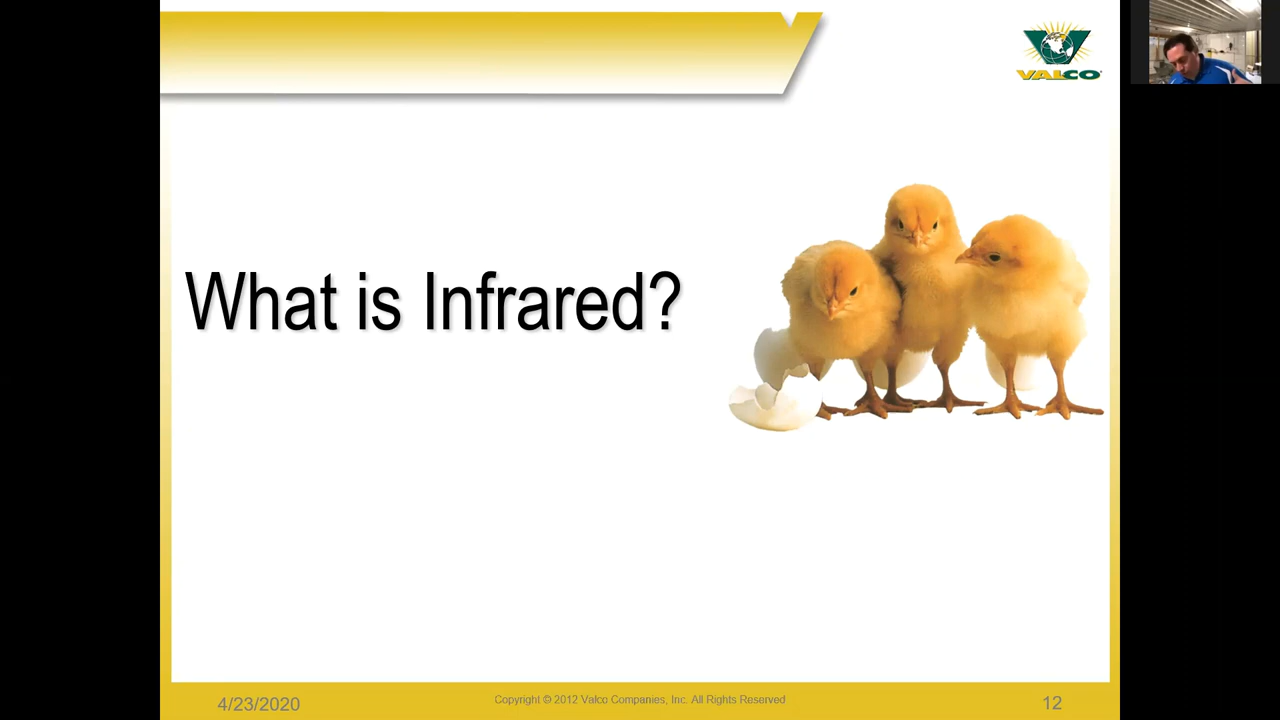 VALCO
What is Infrared?
4/23/2020
Copyright © 2012 Valco Companies, Inc. All Rights Reserved
12